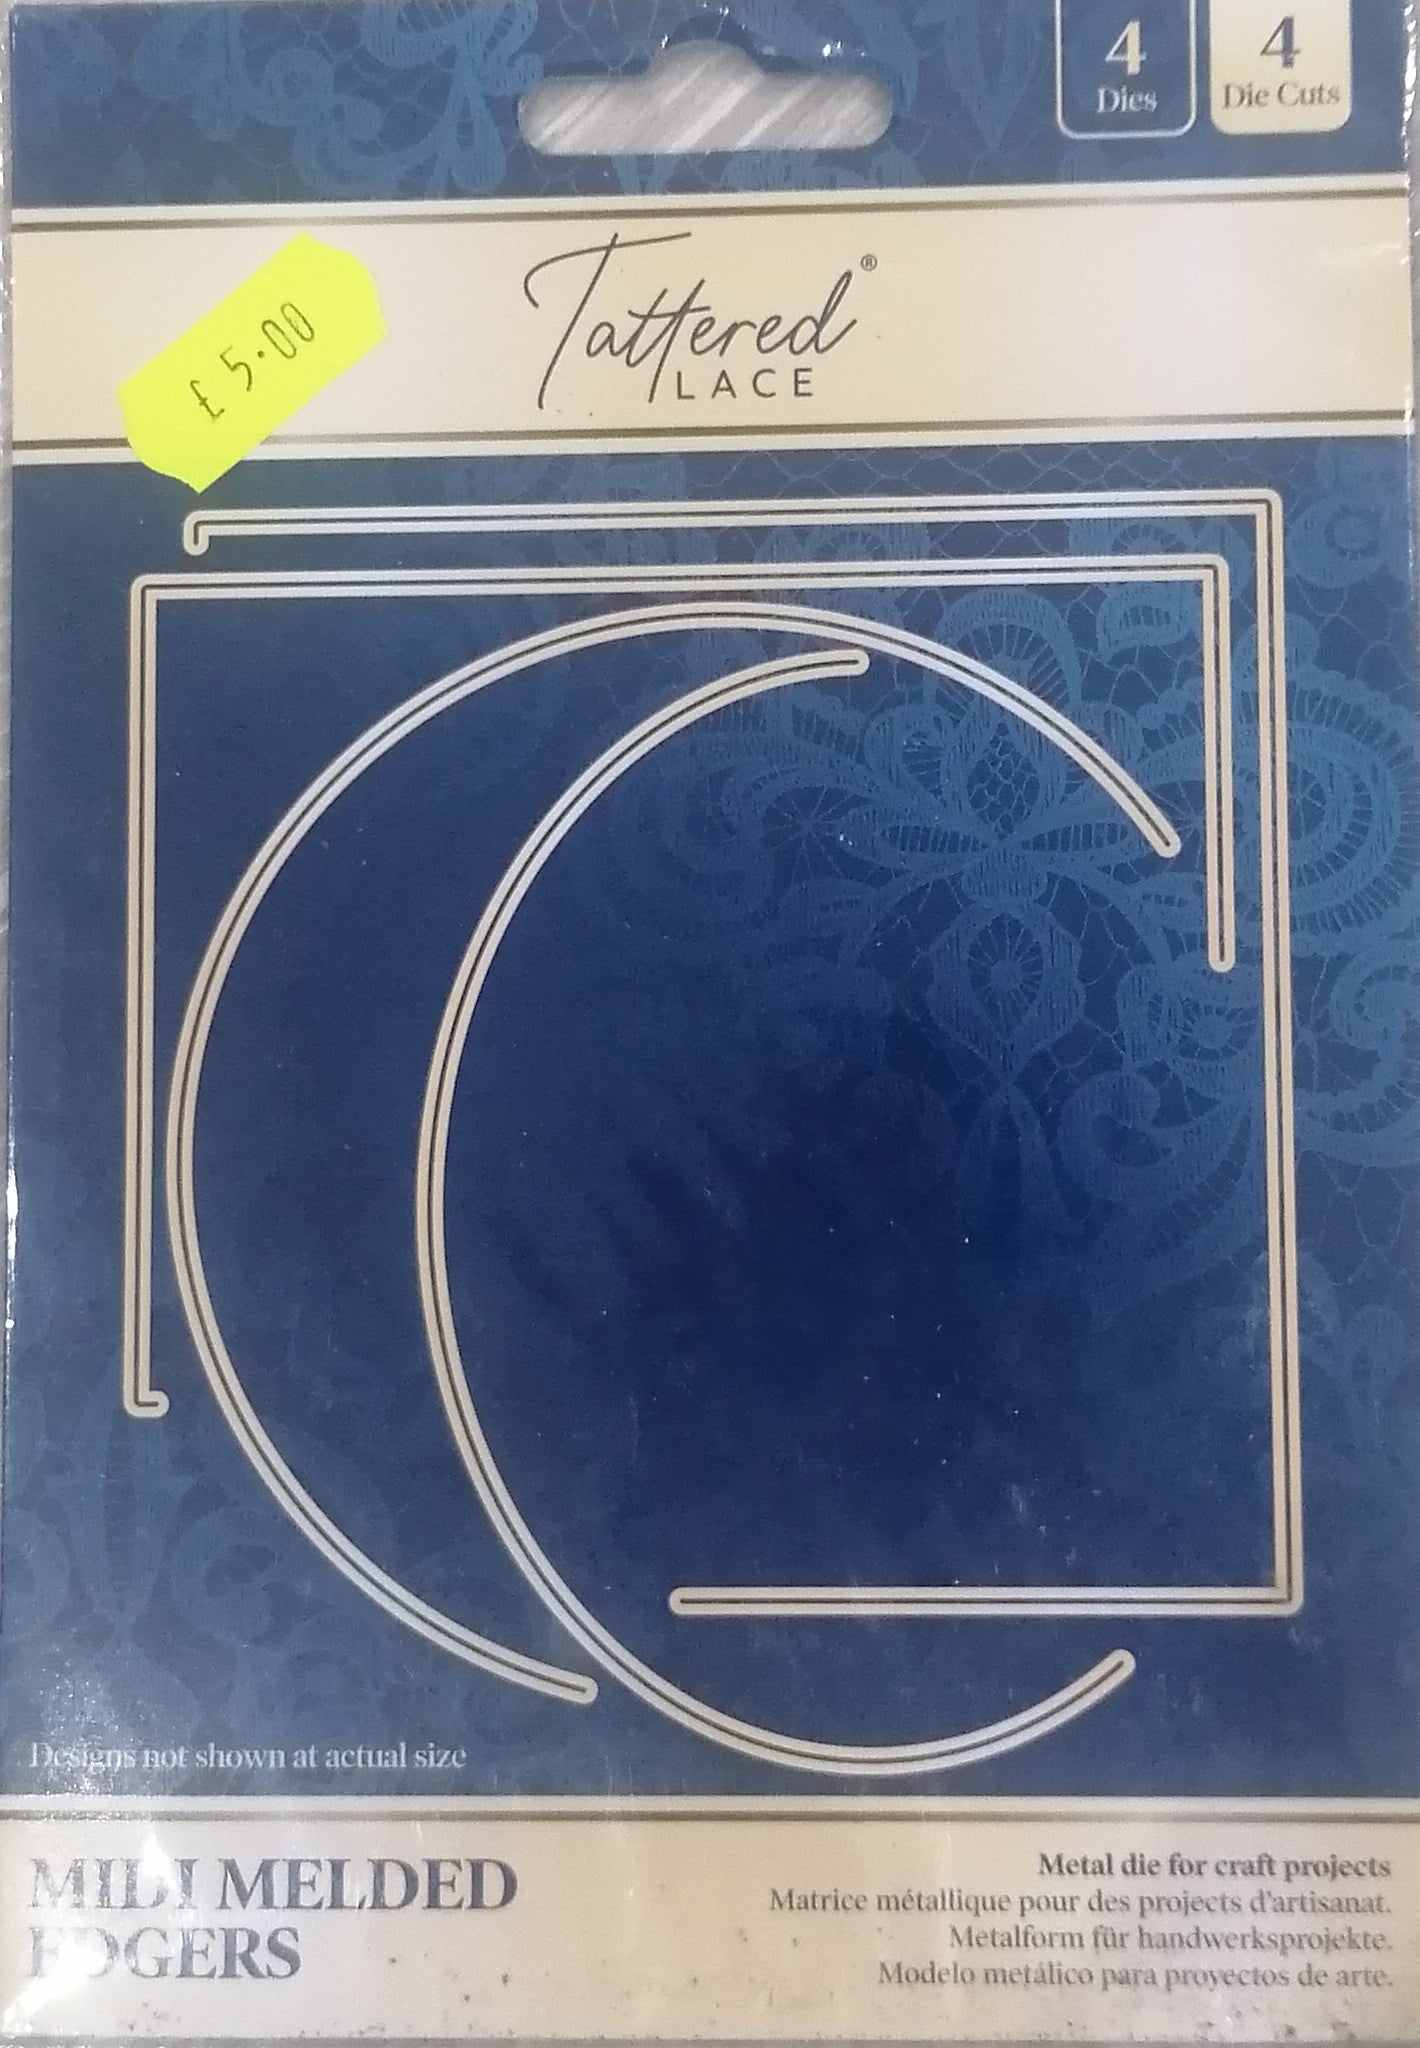 4
Dies
4
Die Cuts
Tattered®
LACE
£5.00
Designs not shown at actual size
MIDI MELDED
EDGERS
Metal die for craft projects
Matrice métallique pour des projects d'artisanat.
Metalform für handwerksprojekte.
Modelo metálico para proyectos de arte.